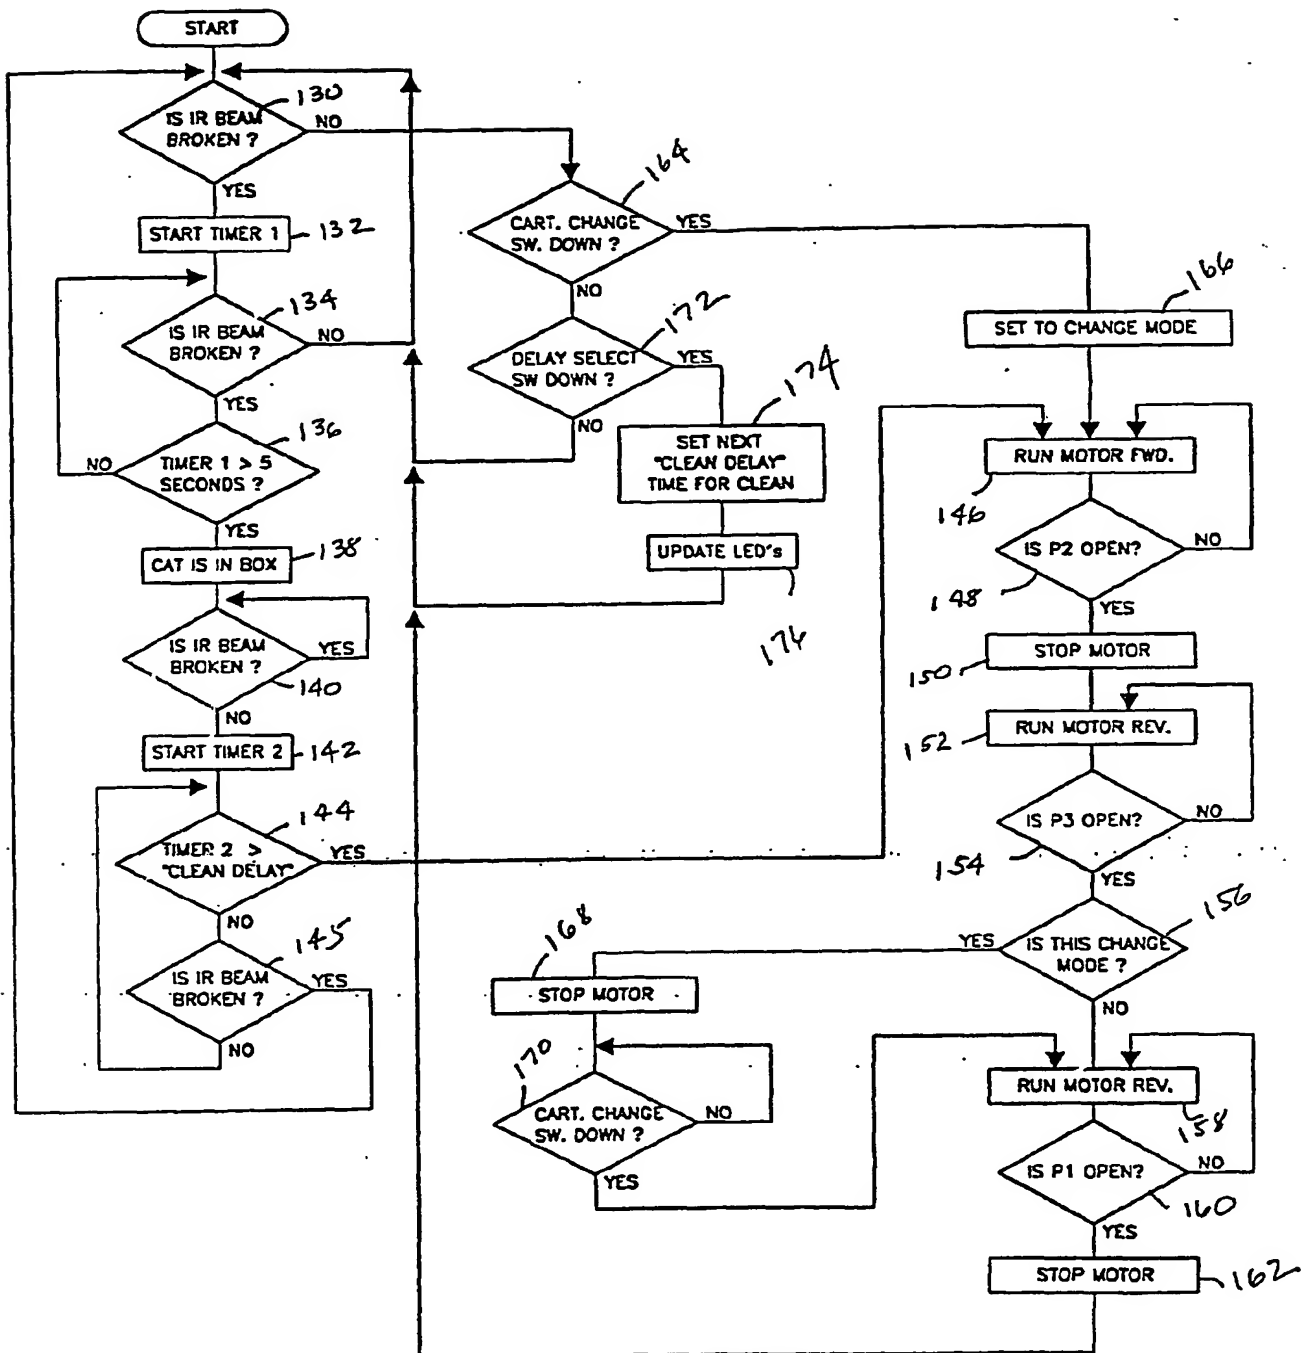 START
IS IR BEAM
BROKEN ?
130
NO
YES
START TIMER 1
132
IS IR BEAM
BROKEN ?
134
NO
YES
TIMER 1 > 5
SECONDS ?
136
NO
YES
CAT IS IN BOX
138
IS IR BEAM
BROKEN ?
YES
140
NO
START TIMER 2
142
TIMER 2 >
"CLEAN DELAY"
144
YES
NO
IS IR BEAM
BROKEN ?
145
YES
NO
CART. CHANGE
SW. DOWN ?
164
YES
NO
DELAY SELECT
SW DOWN ?
172
YES
NO
SET NEXT
"CLEAN DELAY"
TIME FOR CLEAN
174
UPDATE LED's
176
SET TO CHANGE MODE
166
RUN MOTOR FWD.
146
IS P2 OPEN?
NO
148
YES
STOP MOTOR
150
RUN MOTOR REV.
152
IS P3 OPEN?
NO
154
YES
IS THIS CHANGE
MODE ?
156
YES
NO
STOP MOTOR
168
CART. CHANGE
SW. DOWN ?
170
NO
YES
RUN MOTOR REV.
158
IS P1 OPEN?
NO
160
YES
STOP MOTOR
162